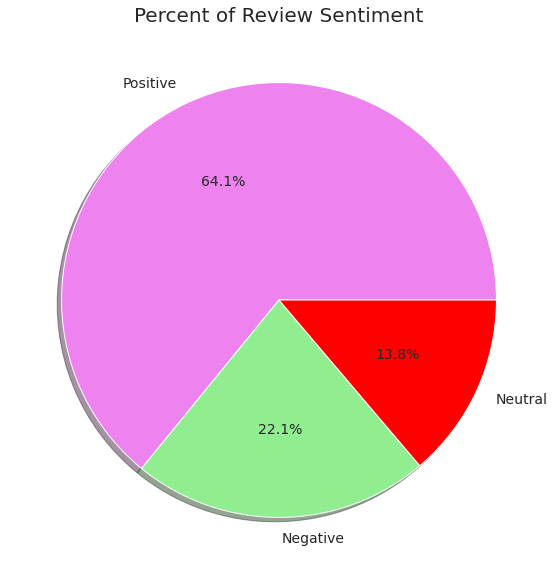 Percent of Review Sentiment
Positive
64.1%
13.8%
Neutral
22.1%
Negative